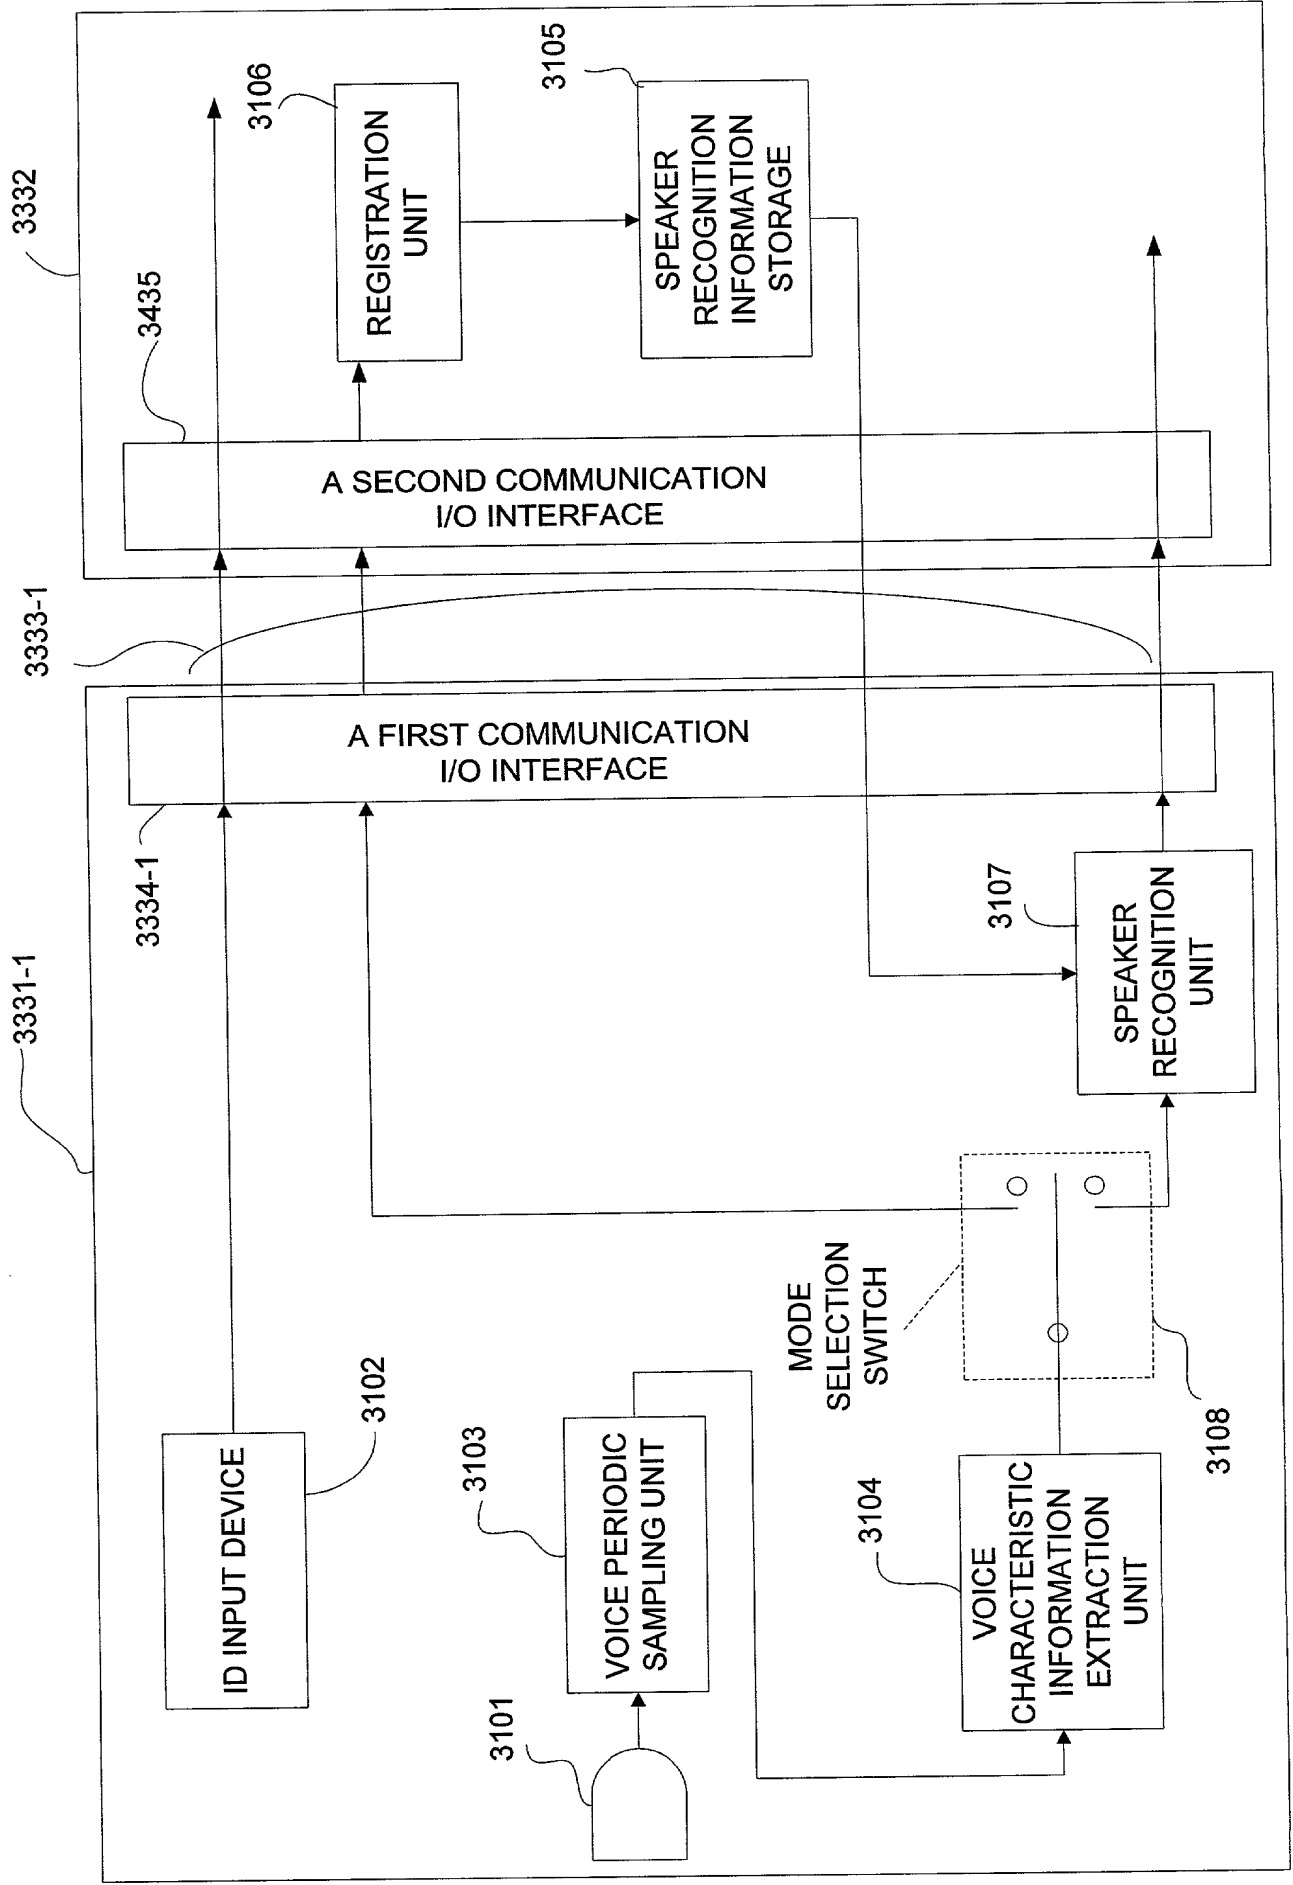 3331-1
3332
3333-1
3334-1
3435
ID INPUT DEVICE
3102
A FIRST COMMUNICATION
I/O INTERFACE
A SECOND COMMUNICATION
I/O INTERFACE
3106
REGISTRATION
UNIT
3105
SPEAKER
RECOGNITION
INFORMATION
STORAGE
3101
3103
VOICE PERIODIC
SAMPLING UNIT
MODE
SELECTION
SWITCH
3104
VOICE
CHARACTERISTIC
INFORMATION
EXTRACTION
UNIT
3108
3107
SPEAKER
RECOGNITION
UNIT